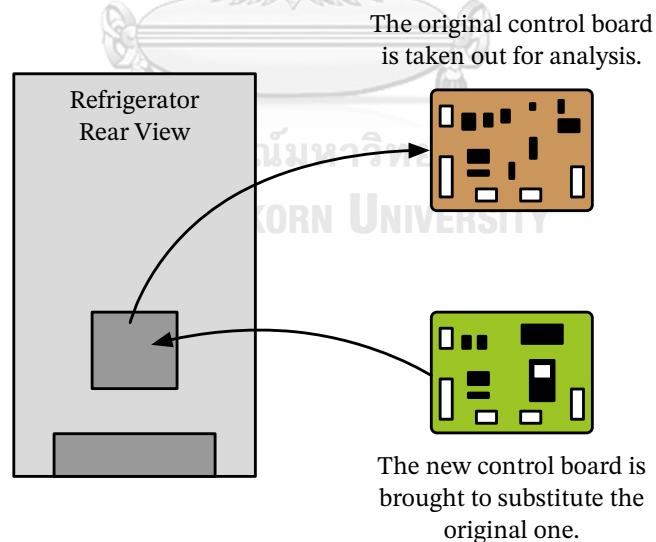 The original control board
is taken out for analysis.
Refrigerator
Rear View
KORN UNIVERSITY
The new control board is
brought to substitute the
original one.